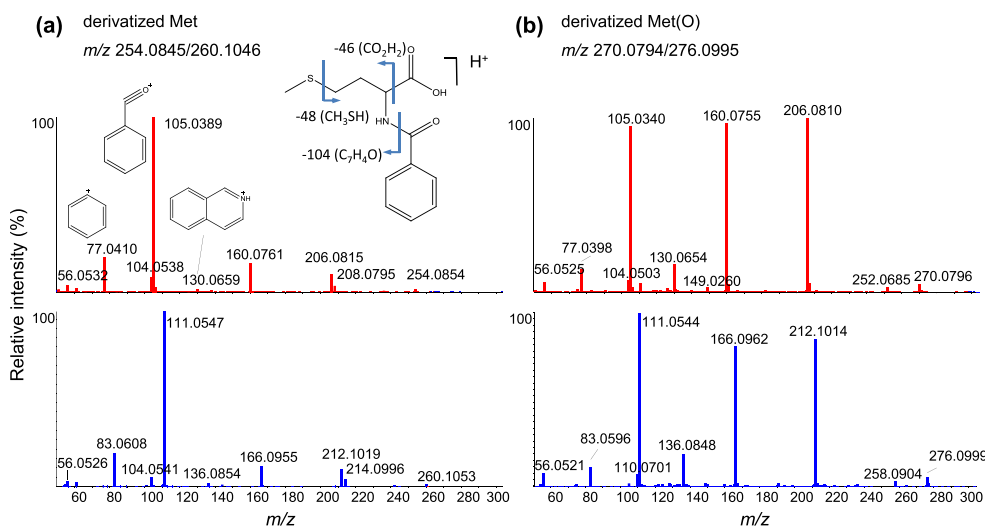 (a) derivatized Met
m/z 254.0845/260.1046
-46 (CO2H2)
O
H+
S
OH
HN
-48 (CH3SH)
O
-104 (C7H4O)
O+
+
+
NH
Relative intensity (%)
100
105.0389
77.0410
56.0532
104.0538
130.0659
160.0761
206.0815
208.0795
254.0854
100
111.0547
83.0608
56.0526
104.0541
136.0854
166.0955
212.1019
214.0996
260.1053
60 80 100 120 140 160 180 200 220 240 260 280 300
m/z
(b) derivatized Met(O)
m/z 270.0794/276.0995
100
105.0340
160.0755
206.0810
77.0398
56.0525
104.0503
130.0654
149.0260
252.0685
270.0796
100
111.0544
166.0962
212.1014
83.0596
56.0521
110.0701
136.0848
258.0904
276.0999
60 80 100 120 140 160 180 200 220 240 260 280 300
m/z